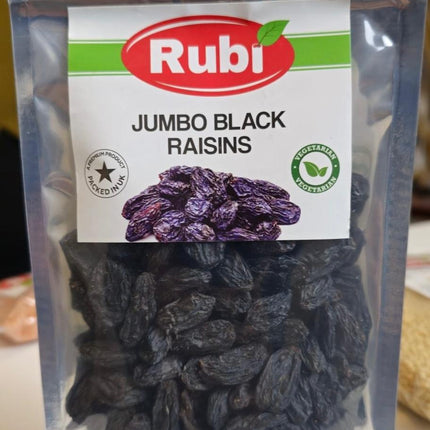 Rubi
JUMBO BLACK
RAISINS
A PREMIUM PRODUCT
PACKED IN UK
VEGETARIAN
VEGETARIAN